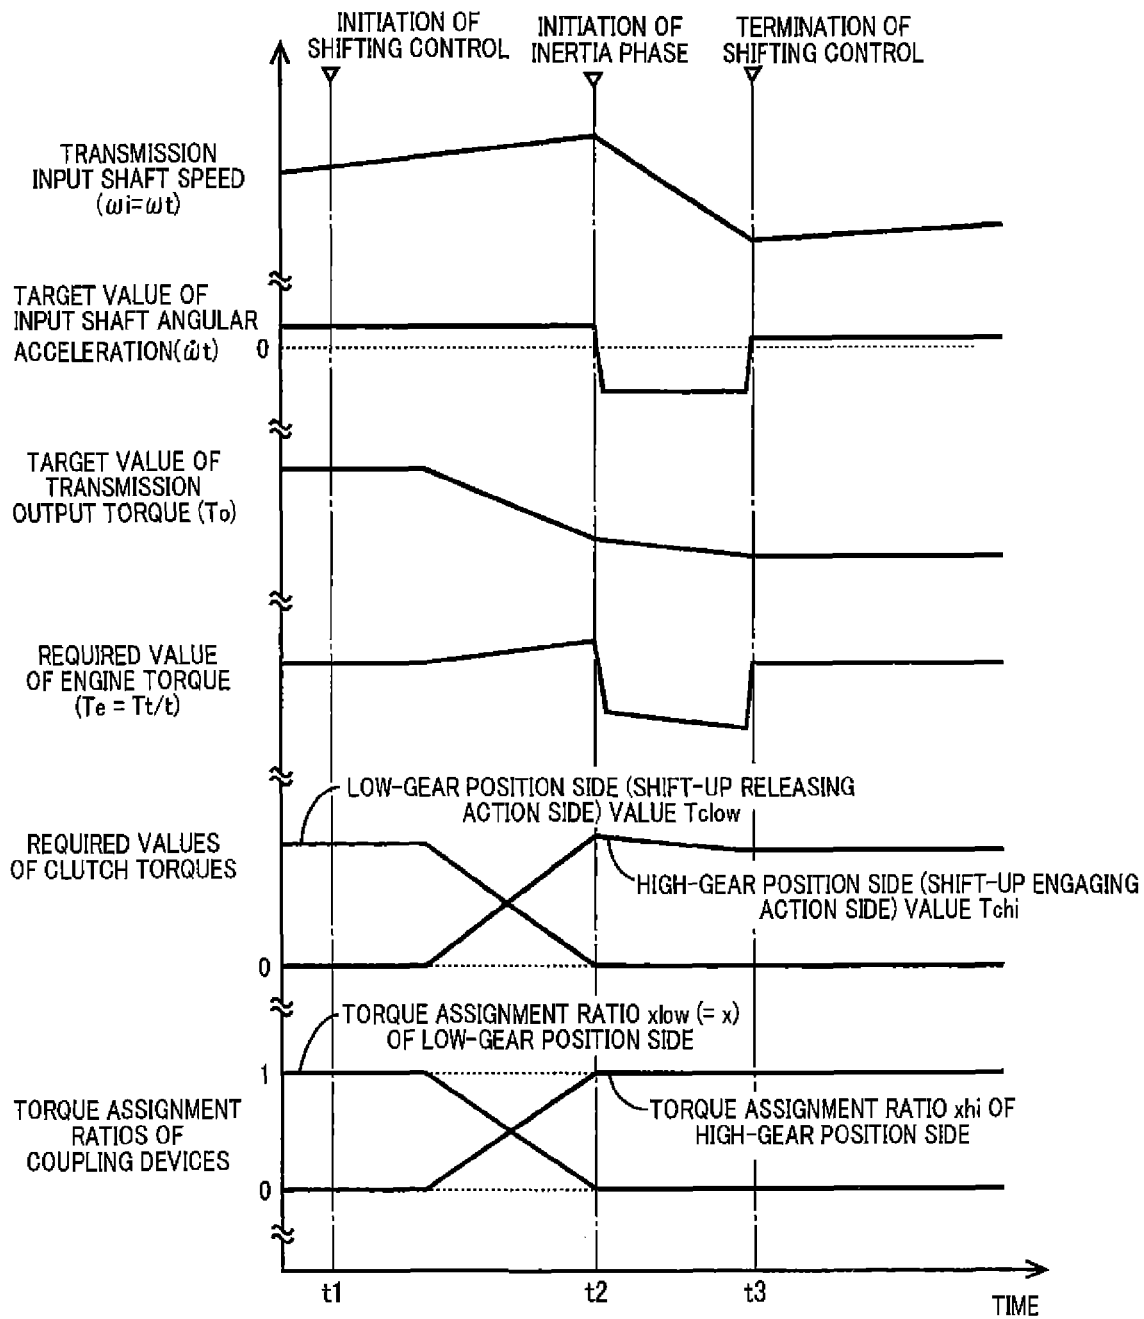 INITIATION OF
SHIFTING CONTROL
INITIATION OF
INERTIA PHASE
TERMINATION OF
SHIFTING CONTROL
TRANSMISSION
INPUT SHAFT SPEED
(ωi=ωt)
TARGET VALUE OF
INPUT SHAFT ANGULAR
ACCELERATION(ω̇t)
0
TARGET VALUE OF
TRANSMISSION
OUTPUT TORQUE (To)
REQUIRED VALUE
OF ENGINE TORQUE
(Te = Tt/t)
LOW-GEAR POSITION SIDE (SHIFT-UP RELEASING
ACTION SIDE) VALUE Tclow
REQUIRED VALUES
OF CLUTCH TORQUES
HIGH-GEAR POSITION SIDE (SHIFT-UP ENGAGING
ACTION SIDE) VALUE Tchi
0
TORQUE ASSIGNMENT RATIO xlow (= x)
OF LOW-GEAR POSITION SIDE
1
TORQUE ASSIGNMENT
RATIOS OF
COUPLING DEVICES
TORQUE ASSIGNMENT RATIO xhi OF
HIGH-GEAR POSITION SIDE
0
t1
t2
t3
TIME